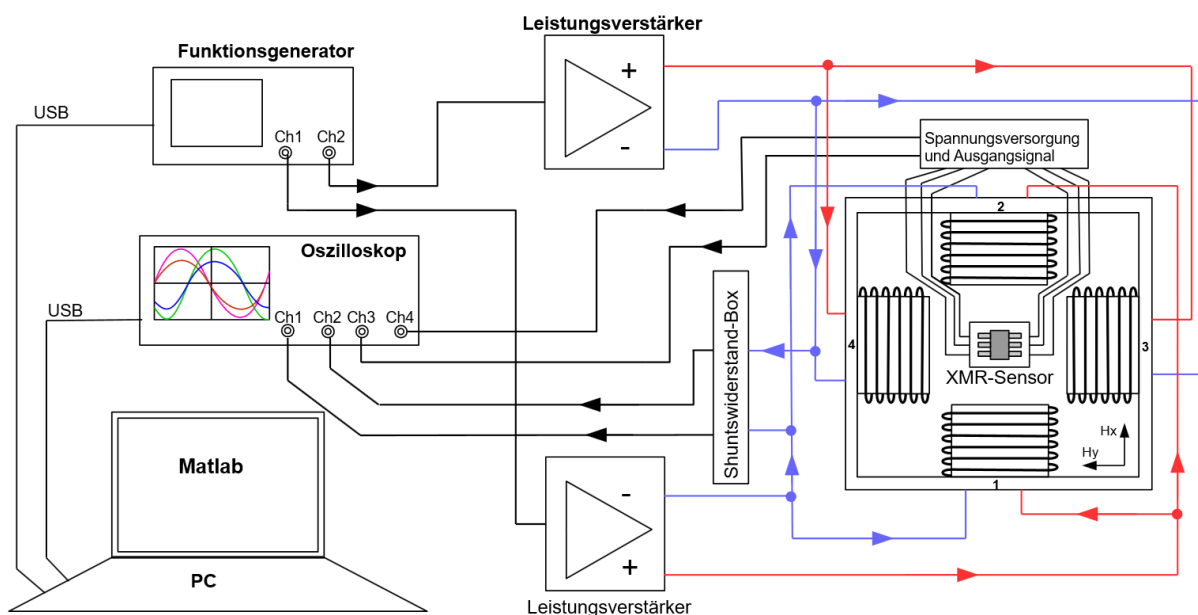 Leistungsverstärker
Funktionsgenerator
+
USB
Ch1
Ch2
-
Spannungsversorgung
und Ausgangsignal
2
Oszilloskop
USB
Ch1
Ch2
Ch3
Ch4
Shuntswiderstand-Box
4
3
XMR-Sensor
Hx
Hy
1
Matlab
PC
-
+
Leistungsverstärker